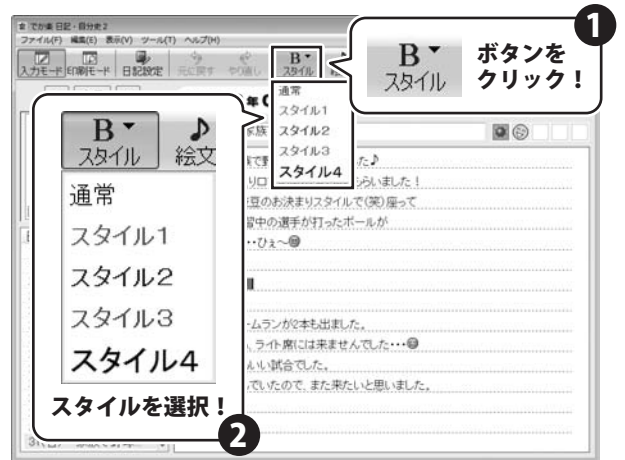 でか楽日記・自分史2
ファイル(F) 編集(E) 表示(V) ツール(T) ヘルプ(H)
入力モード 印刷モード 日記設定 元に戻す やり直し B スタイル
1
B
スタイル
ボタンを
クリック!
通常
スタイル1
スタイル2
スタイル3
スタイル4
年
家族
た♪
らいました!
豆のお決まりスタイルで(笑)座って
習中の選手が打ったボールが
・・ひぇ~
ームランが2本も出ました。
、ライト席には来ませんでした・・・
いい試合でした。
ていたので、また来たいと思いました。
B
スタイル
♪
絵文
通常
スタイル1
スタイル2
スタイル3
スタイル4
スタイルを選択!
2